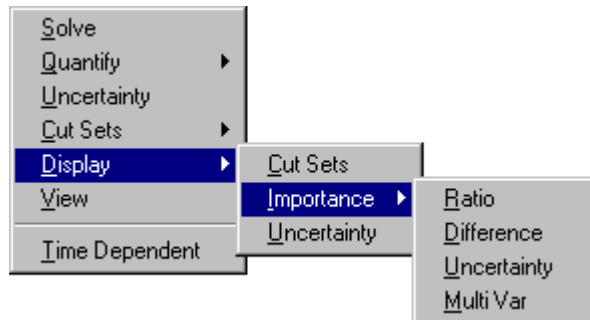 Solve
Quantify
Uncertainty
Cut Sets
Display
View
Time Dependent
Cut Sets
Importance
Uncertainty
Ratio
Difference
Uncertainty
Multi Var